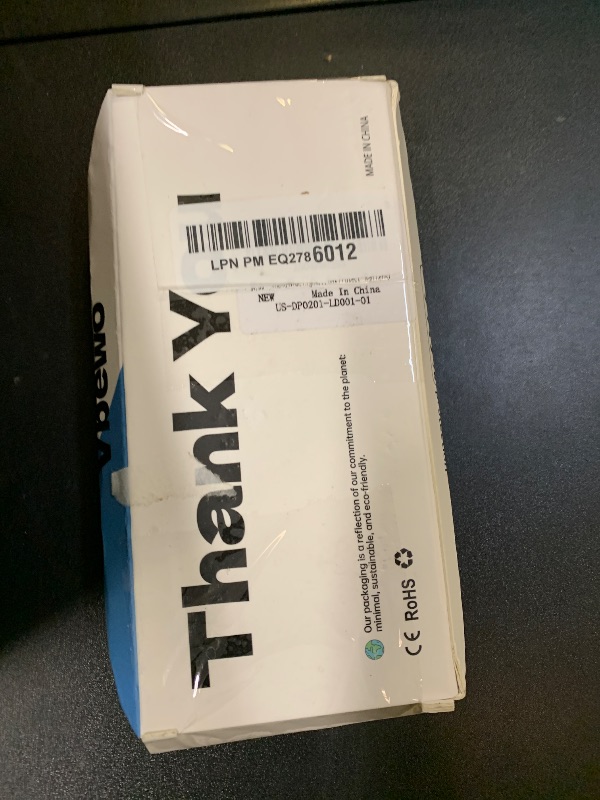 MADE IN CHINA
LPN PM EQ2786012
NEW Made In China
US-DP0201-LD001-01
Thank
Our packaging is a reflection of our commitment to the planet:
minimal, sustainable, and eco-friendly.
CE RoHS